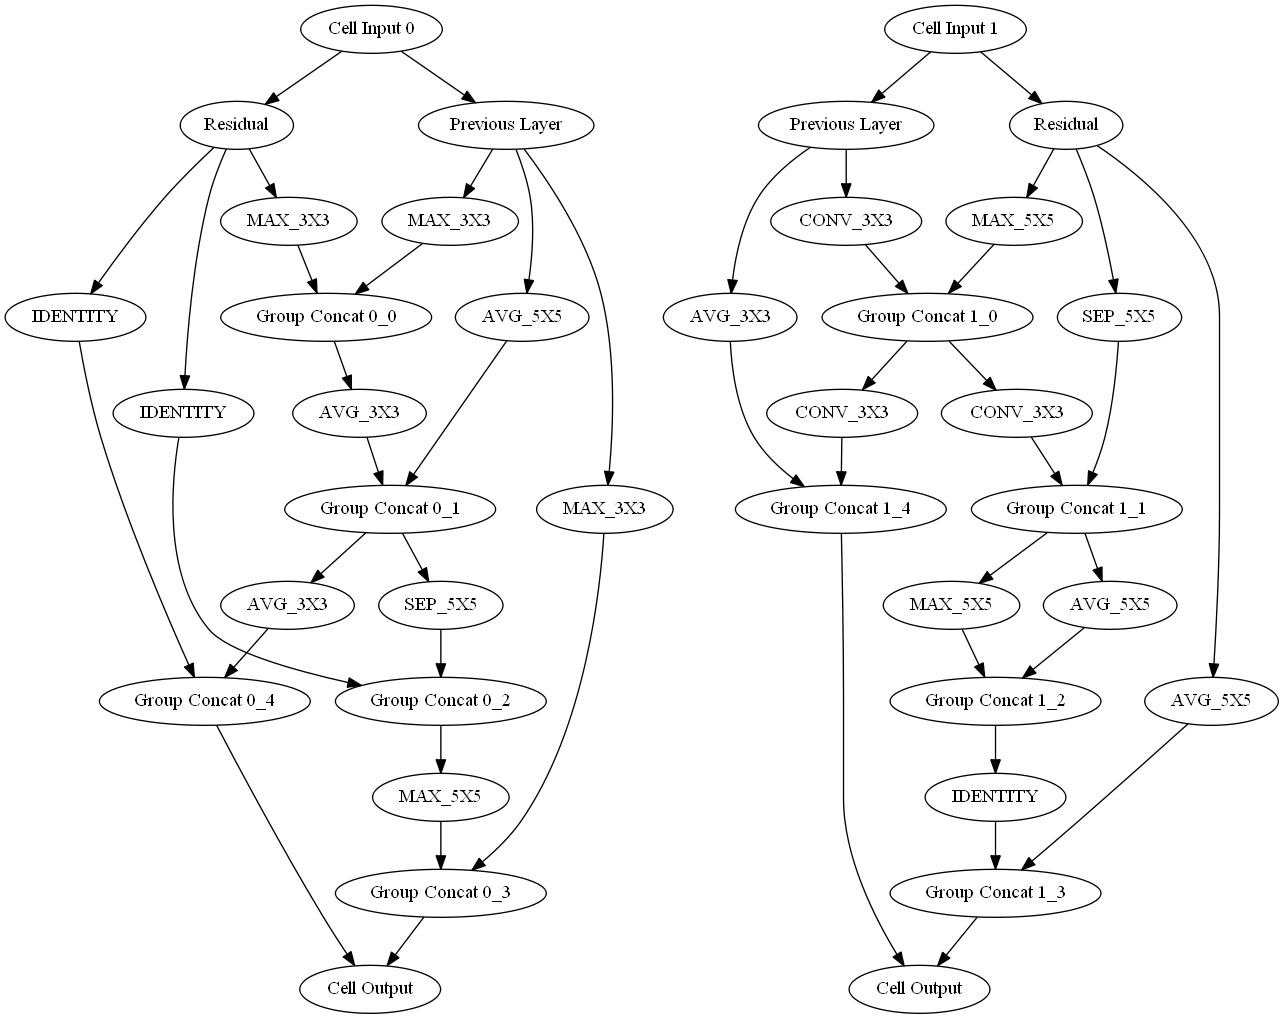 Cell Input 0
Cell Input 1
Residual
Previous Layer
Previous Layer
Residual
MAX_3X3
MAX_3X3
CONV_3X3
MAX_5X5
IDENTITY
Group Concat 0_0
AVG_5X5
AVG_3X3
Group Concat 1_0
SEP_5X5
IDENTITY
AVG_3X3
CONV_3X3
CONV_3X3
Group Concat 0_1
MAX_3X3
Group Concat 1_4
Group Concat 1_1
AVG_3X3
SEP_5X5
MAX_5X5
AVG_5X5
Group Concat 0_4
Group Concat 0_2
Group Concat 1_2
AVG_5X5
MAX_5X5
IDENTITY
Group Concat 0_3
Group Concat 1_3
Cell Output
Cell Output